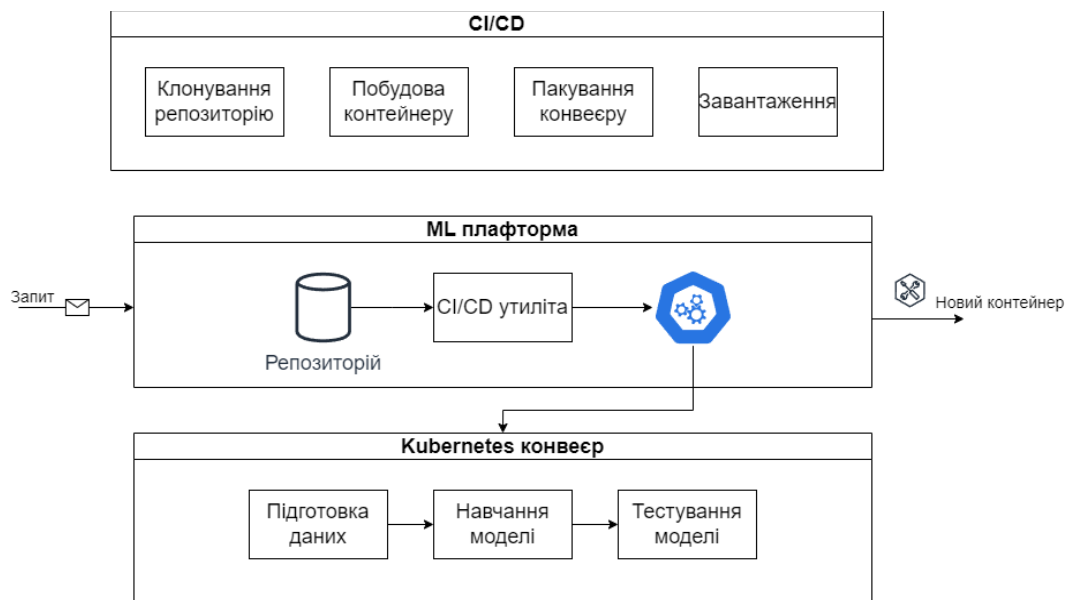 CI/CD
Клонування
репозиторію
Побудова
контейнеру
Пакування
конвеєру
Завантаження
ML плафторма
Запит
CI/CD утиліта
Репозиторій
Новий контейнер
Kubernetes конвеєр
Підготовка
даних
Навчання
моделі
Тестування
моделі